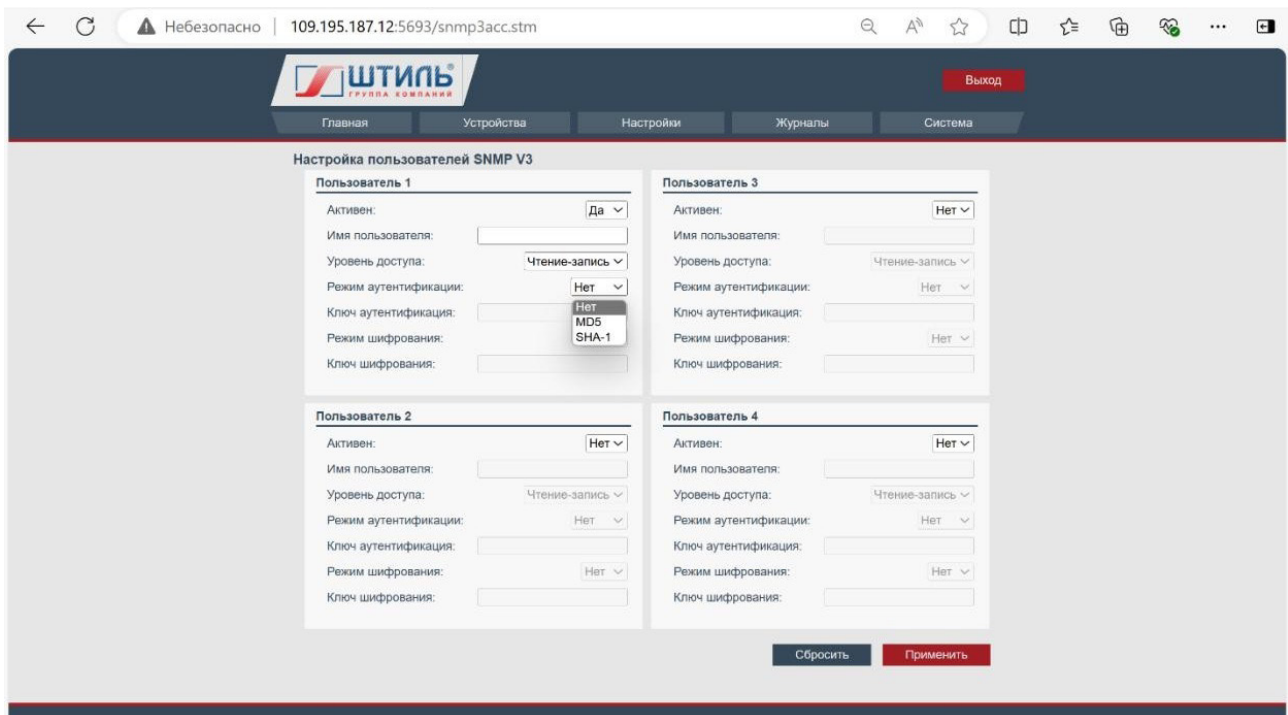 Небезопасно 109.195.187.12:5693/snmp3acc.stm
ШТИЛЬ
ГРУППА КОМПАНИЙ
Выход
Главная Устройства Настройки Журналы Система
Настройка пользователей SNMP V3
Пользователь 1
Активен: Да
Имя пользователя:
Уровень доступа: Чтение-запись
Режим аутентификации: Нет
Нет
MD5
SHA-1
Ключ аутентификация:
Режим шифрования:
Ключ шифрования:
Пользователь 3
Активен: Нет
Имя пользователя:
Уровень доступа: Чтение-запись
Режим аутентификации: Нет
Ключ аутентификация:
Режим шифрования: Нет
Ключ шифрования:
Пользователь 2
Активен: Нет
Имя пользователя:
Уровень доступа: Чтение-запись
Режим аутентификации: Нет
Ключ аутентификация:
Режим шифрования: Нет
Ключ шифрования:
Пользователь 4
Активен: Нет
Имя пользователя:
Уровень доступа: Чтение-запись
Режим аутентификации: Нет
Ключ аутентификация:
Режим шифрования: Нет
Ключ шифрования:
Сбросить Применить